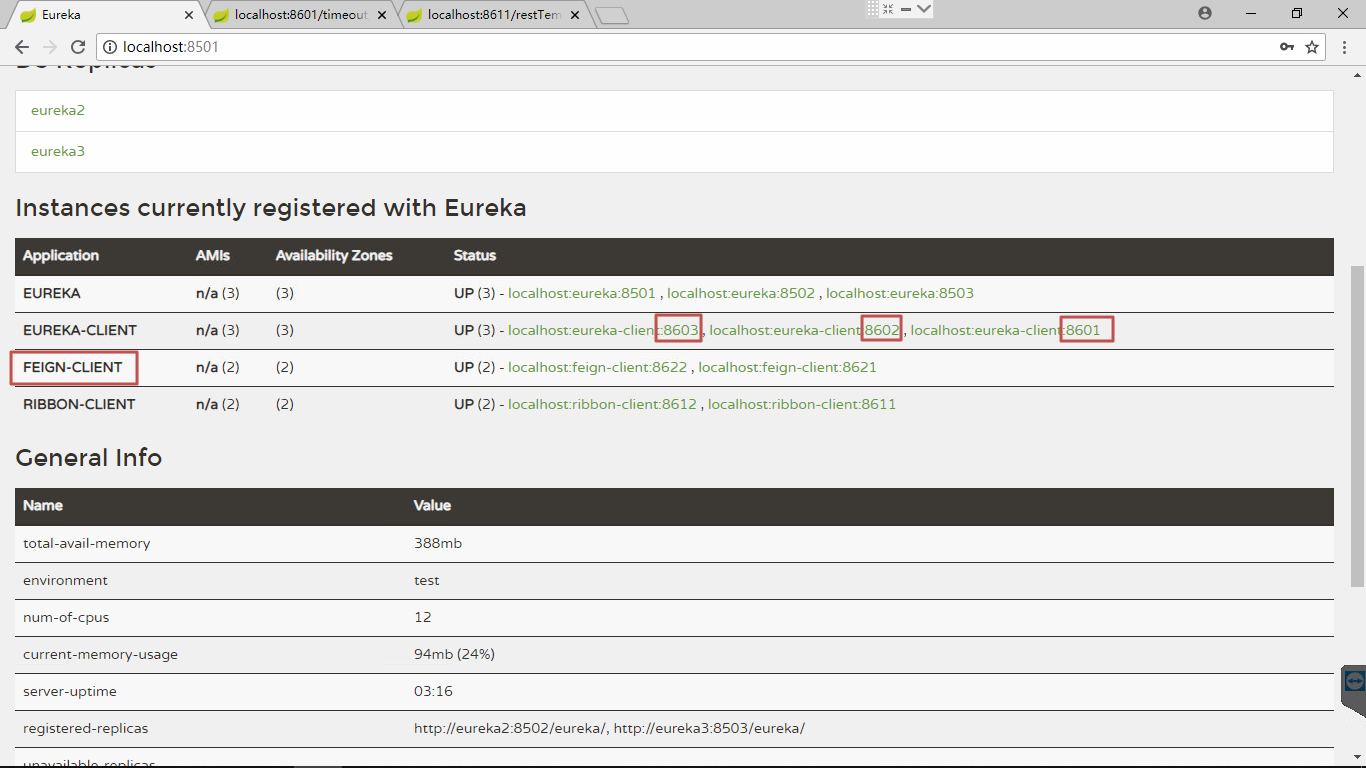 Eureka
localhost:8601/timeout
localhost:8611/restTem
localhost:8501
DS Replicas
eureka2
eureka3
Instances currently registered with Eureka
Application AMIs Availability Zones Status
EUREKA n/a (3) (3) UP (3) - localhost:eureka:8501 , localhost:eureka:8502 , localhost:eureka:8503
EUREKA-CLIENT n/a (3) (3) UP (3) - localhost:eureka-client:8603 , localhost:eureka-client:8602 , localhost:eureka-client:8601
FEIGN-CLIENT n/a (2) (2) UP (2) - localhost:feign-client:8622 , localhost:feign-client:8621
RIBBON-CLIENT n/a (2) (2) UP (2) - localhost:ribbon-client:8612 , localhost:ribbon-client:8611
General Info
Name Value
total-avail-memory 388mb
environment test
num-of-cpus 12
current-memory-usage 94mb (24%)
server-uptime 03:16
registered-replicas http://eureka2:8502/eureka/, http://eureka3:8503/eureka/
unavailable-replicas